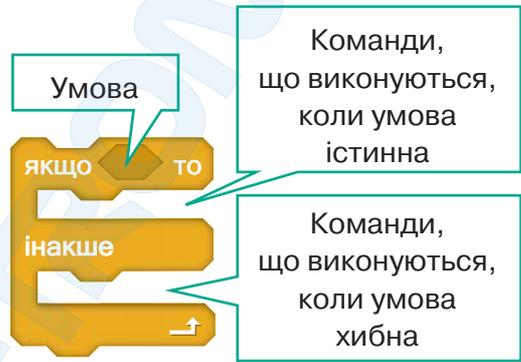 Умова
Команди,
що виконуються,
коли умова
істинна
якщо то
інакше
Команди,
що виконуються,
коли умова
хибна